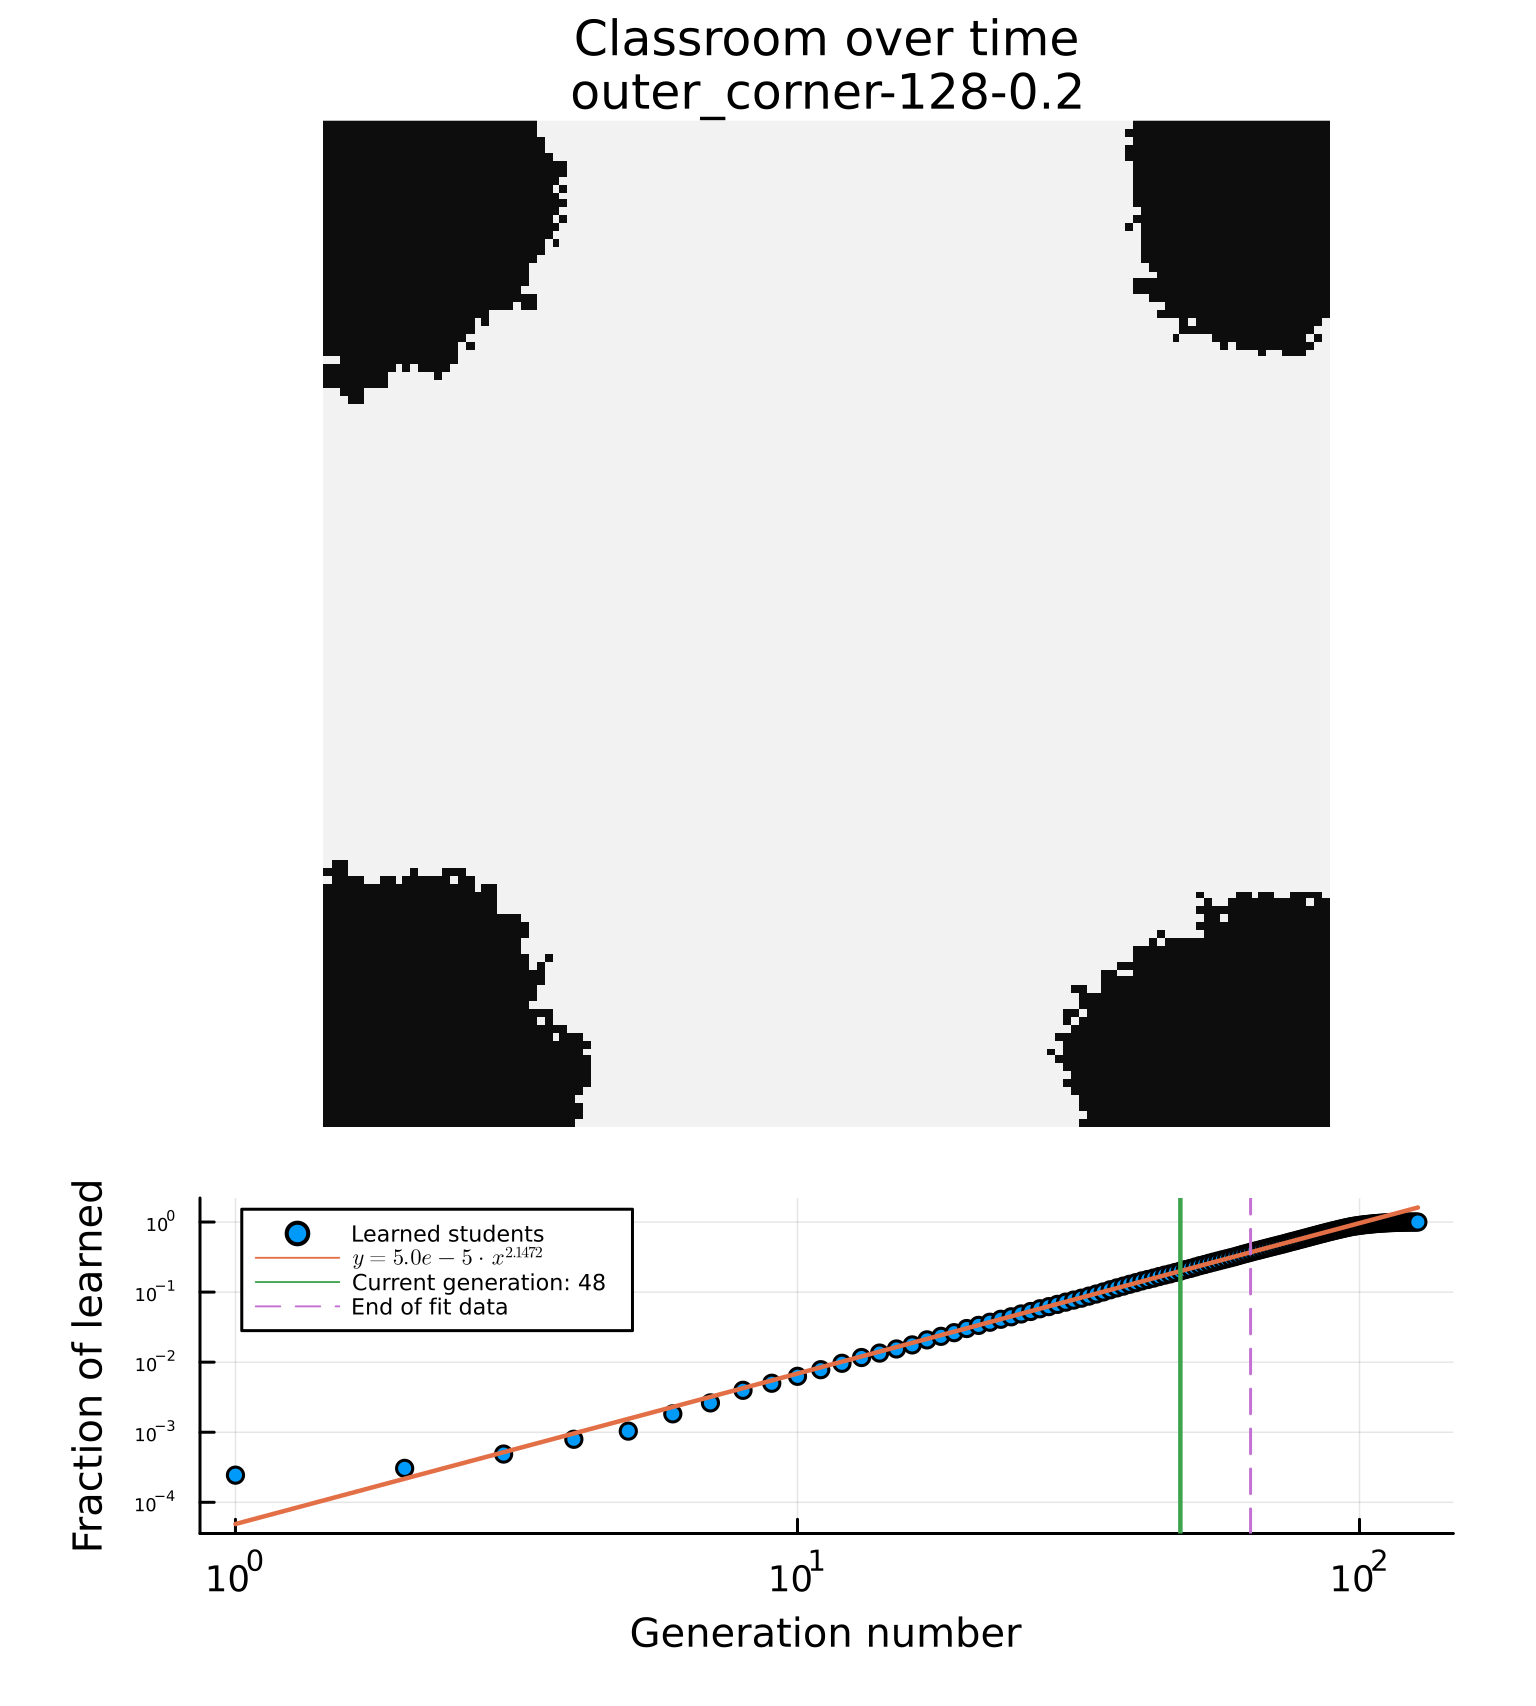 Classroom over time
outer_corner-128-0.2
Fraction of learned
10^0
10^-1
10^-2
10^-3
10^-4
Learned students
y = 5.0e − 5 · x^2.1472
Current generation: 48
End of fit data
10^0 10^1 10^2
Generation number